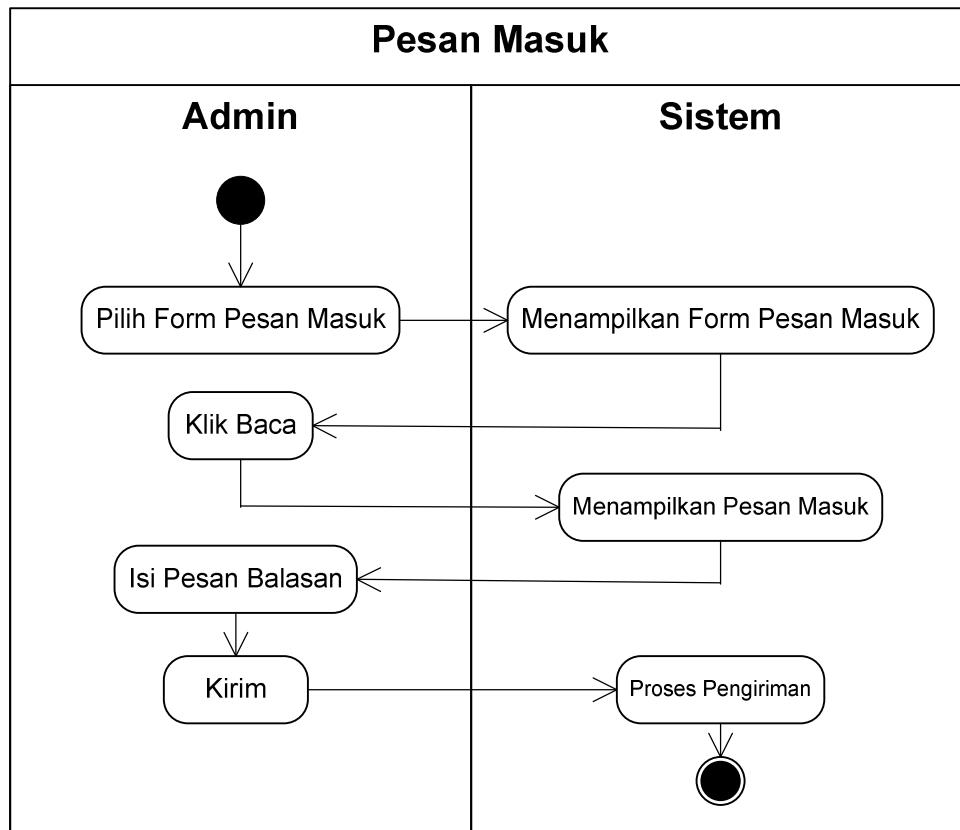 Pesan Masuk
Admin
Sistem
Pilih Form Pesan Masuk
Menampilkan Form Pesan Masuk
Klik Baca
Menampilkan Pesan Masuk
Isi Pesan Balasan
Kirim
Proses Pengiriman